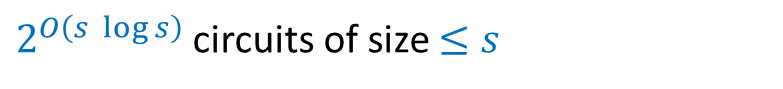 2^{O(s log s)} circuits of size ≤ s